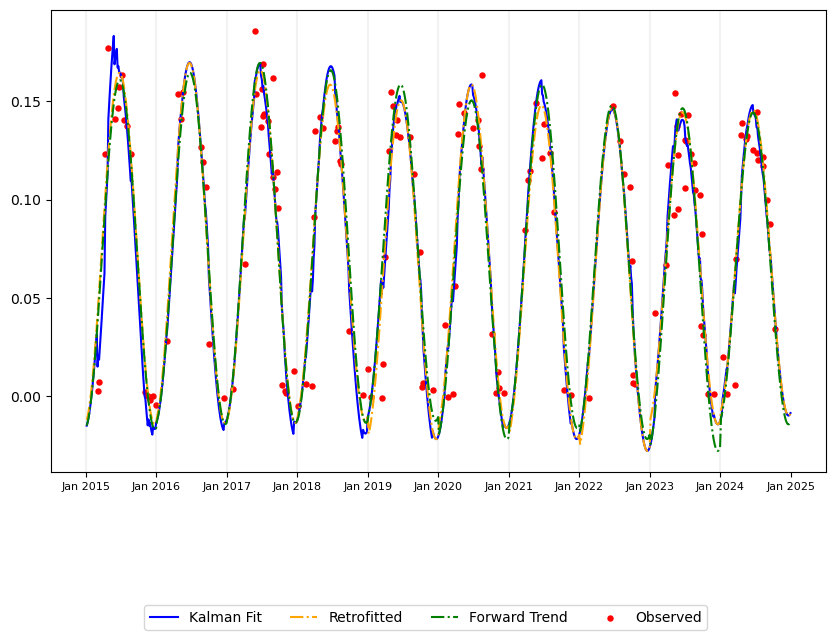 0.15
0.10
0.05
0.00
Jan 2015 Jan 2016 Jan 2017 Jan 2018 Jan 2019 Jan 2020 Jan 2021 Jan 2022 Jan 2023 Jan 2024 Jan 2025
Kalman Fit Retrofitted Forward Trend Observed